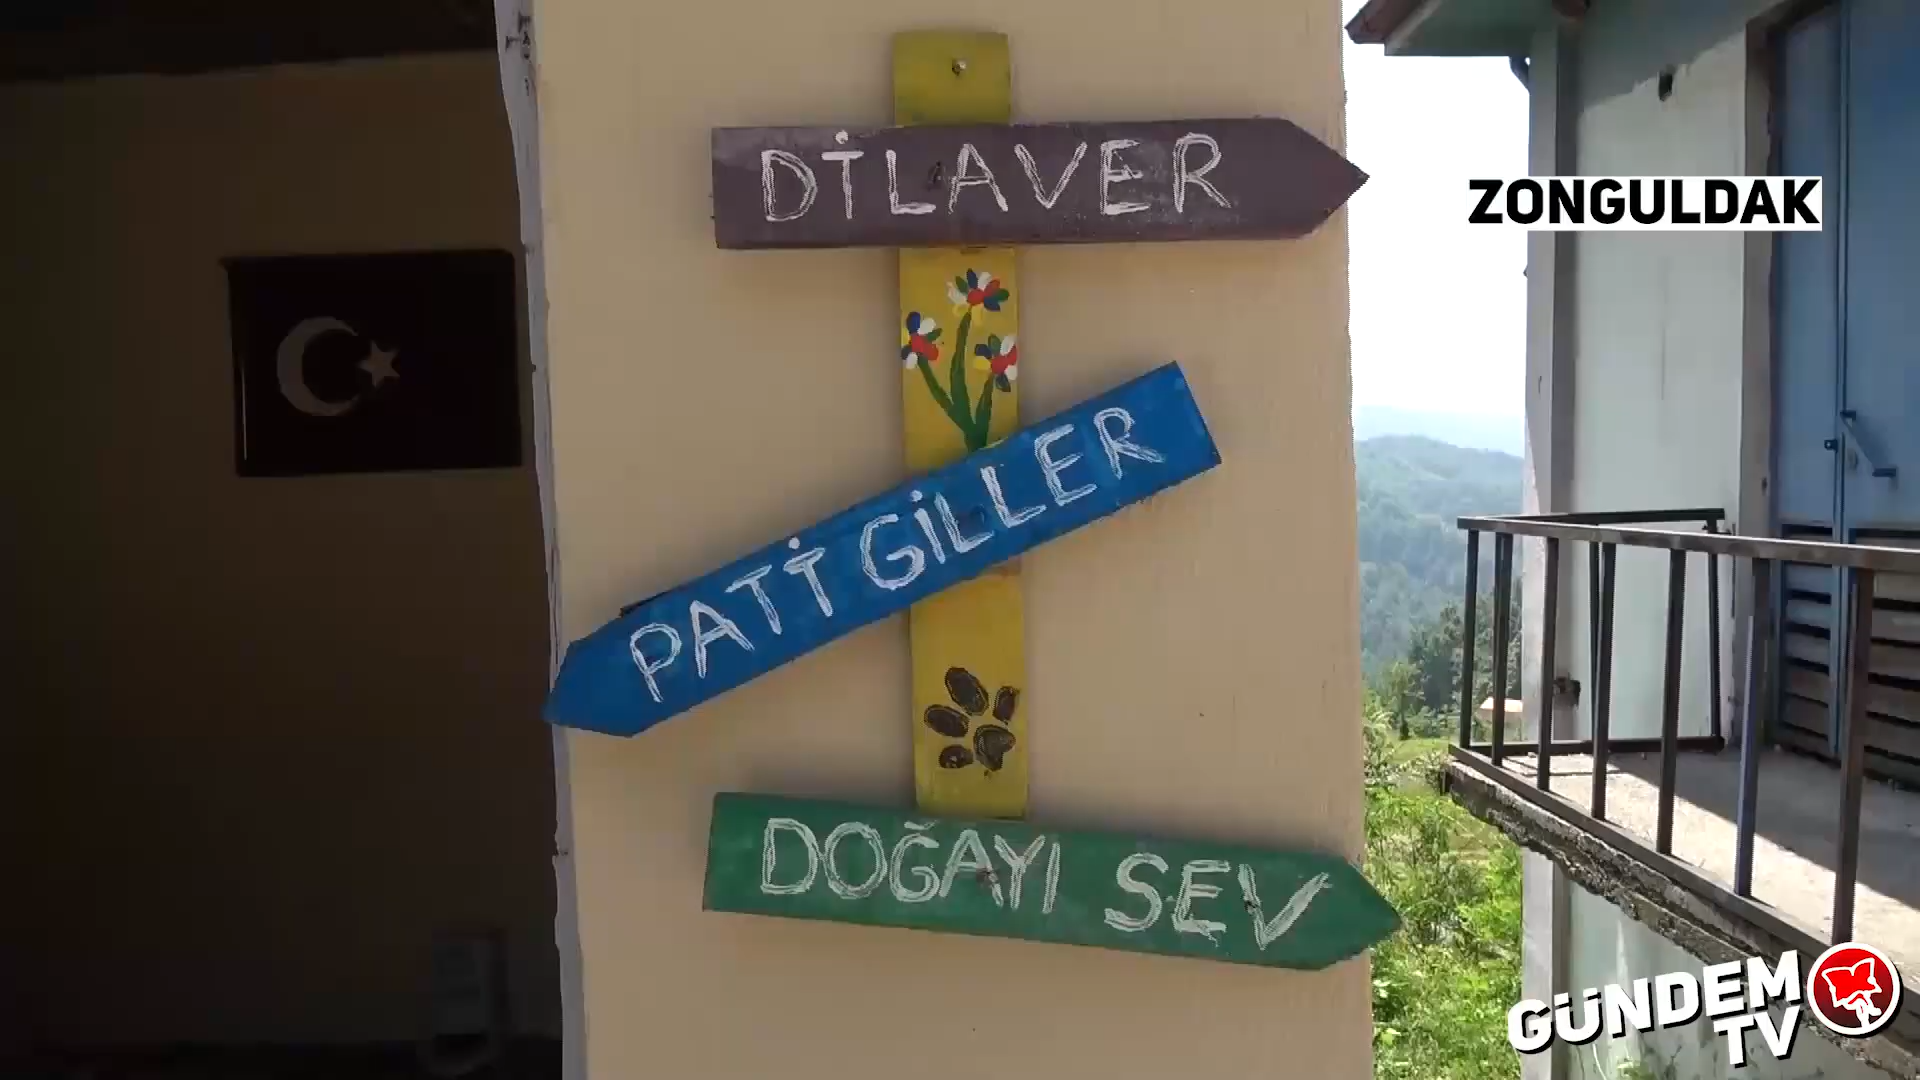 DİLAVER
ZONGULDAK
PATİ GİLLER
DOĞAYI SEV
GÜNDEM
TV